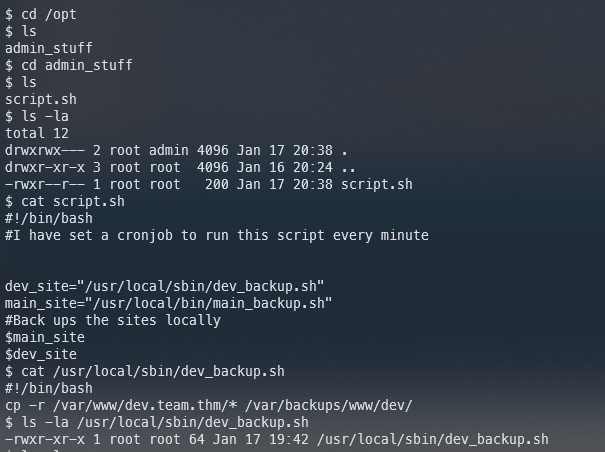 $ cd /opt
$ ls
admin_stuff
$ cd admin_stuff
$ ls
script.sh
$ ls -la
total 12
drwxrwx--- 2 root admin 4096 Jan 17 20:38 .
drwxr-xr-x 3 root root  4096 Jan 16 20:24 ..
-rwxr--r-- 1 root root   200 Jan 17 20:38 script.sh
$ cat script.sh
#!/bin/bash
#I have set a cronjob to run this script every minute
dev_site="/usr/local/sbin/dev_backup.sh"
main_site="/usr/local/bin/main_backup.sh"
#Back ups the sites locally
$main_site
$dev_site
$ cat /usr/local/sbin/dev_backup.sh
#!/bin/bash
cp -r /var/www/dev.team.thm/* /var/backups/www/dev/
$ ls -la /usr/local/sbin/dev_backup.sh
-rwxr-xr-x 1 root root 64 Jan 17 19:42 /usr/local/sbin/dev_backup.sh